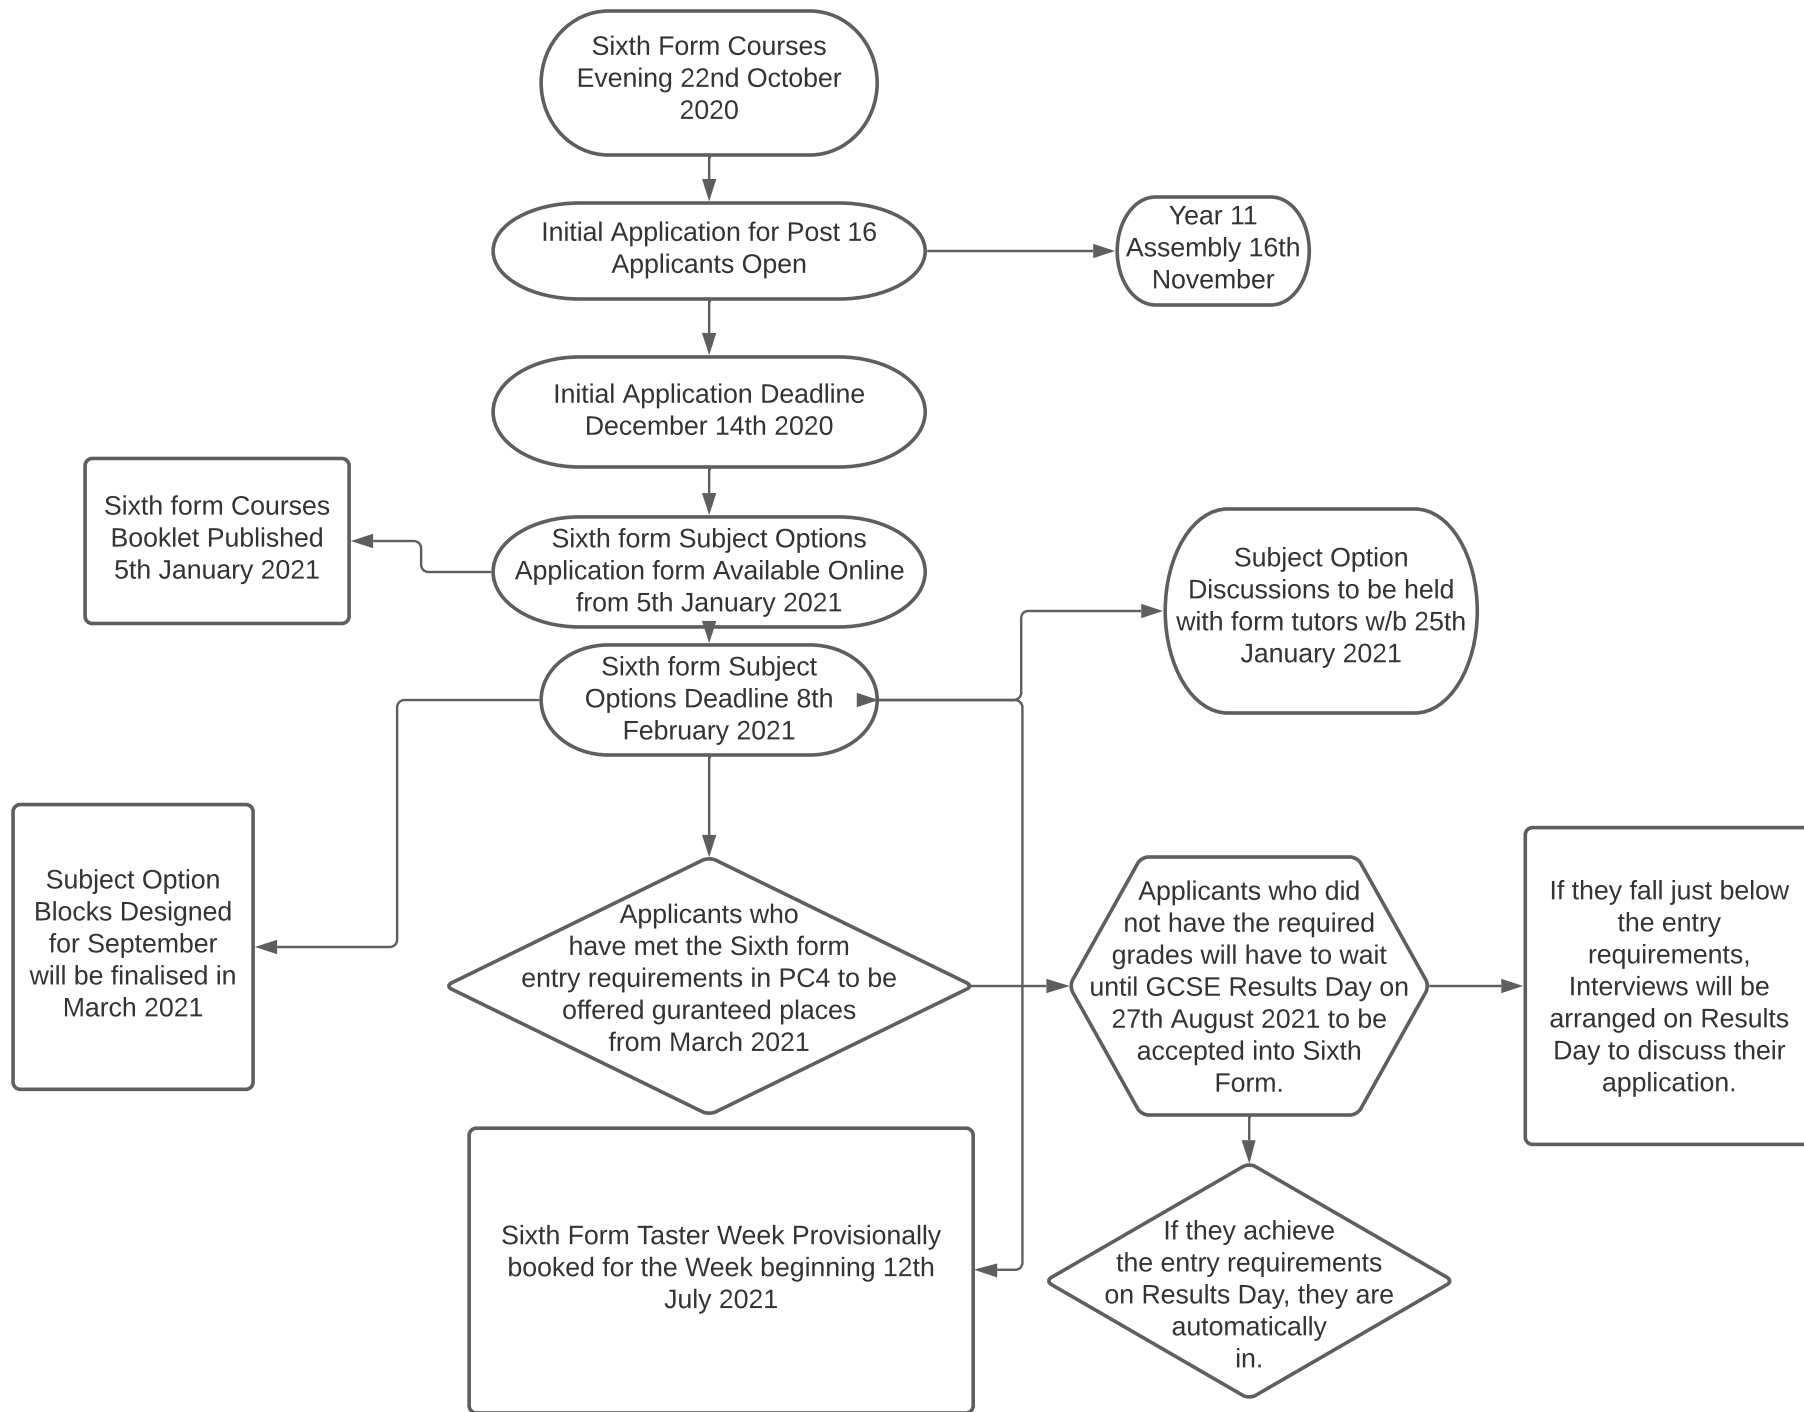 Sixth Form Courses
Evening 22nd October
2020
Initial Application for Post 16
Applicants Open
Year 11
Assembly 16th
November
Initial Application Deadline
December 14th 2020
Sixth form Courses
Booklet Published
5th January 2021
Sixth form Subject Options
Application form Available Online
from 5th January 2021
Subject Option
Discussions to be held
with form tutors w/b 25th
January 2021
Sixth form Subject
Options Deadline 8th
February 2021
Subject Option
Blocks Designed
for September
will be finalised in
March 2021
Applicants who
have met the Sixth form
entry requirements in PC4 to be
offered guranteed places
from March 2021
Applicants who did
not have the required
grades will have to wait
until GCSE Results Day on
27th August 2021 to be
accepted into Sixth
Form.
If they fall just below
the entry
requirements,
Interviews will be
arranged on Results
Day to discuss their
application.
Sixth Form Taster Week Provisionally
booked for the Week beginning 12th
July 2021
If they achieve
the entry requirements
on Results Day, they are
automatically
in.